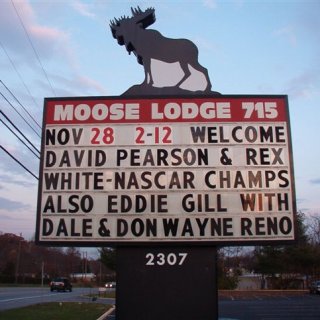 MOOSE LODGE 715
NOV 28 2-12 WELCOME
DAVID PEARSON & REX
WHITE-NASCAR CHAMPS
ALSO EDDIE GILL WITH
DALE & DON WAYNE RENO
2307